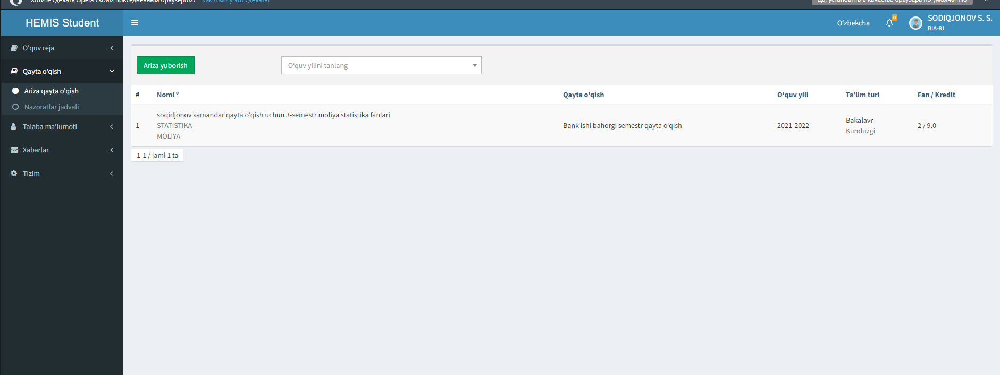 Хотите сделать Opera своим повседневным браузером? Как я могу это сделать?
Да, установить в качестве браузера по умолчанию
HEMIS Student
O‘zbekcha
0
SODIQJONOV S. S.
BIA-81
O'quv reja
Qayta o'qish
Ariza qayta o'qish
Nazoratlar jadvali
Talaba ma'lumoti
Xabarlar
Tizim
Ariza yuborish
O‘quv yilini tanlang
# Nomi º Qayta o'qish O‘quv yili Ta’lim turi Fan / Kredit
1
soqidjonov samandar qayta o'qish uchun 3-semestr moliya statistika fanlari
STATISTIKA
MOLIYA
Bank ishi bahorgi semestr qayta o'qish
2021-2022
Bakalavr
Kunduzgi
2 / 9.0
1-1 / jami 1 ta